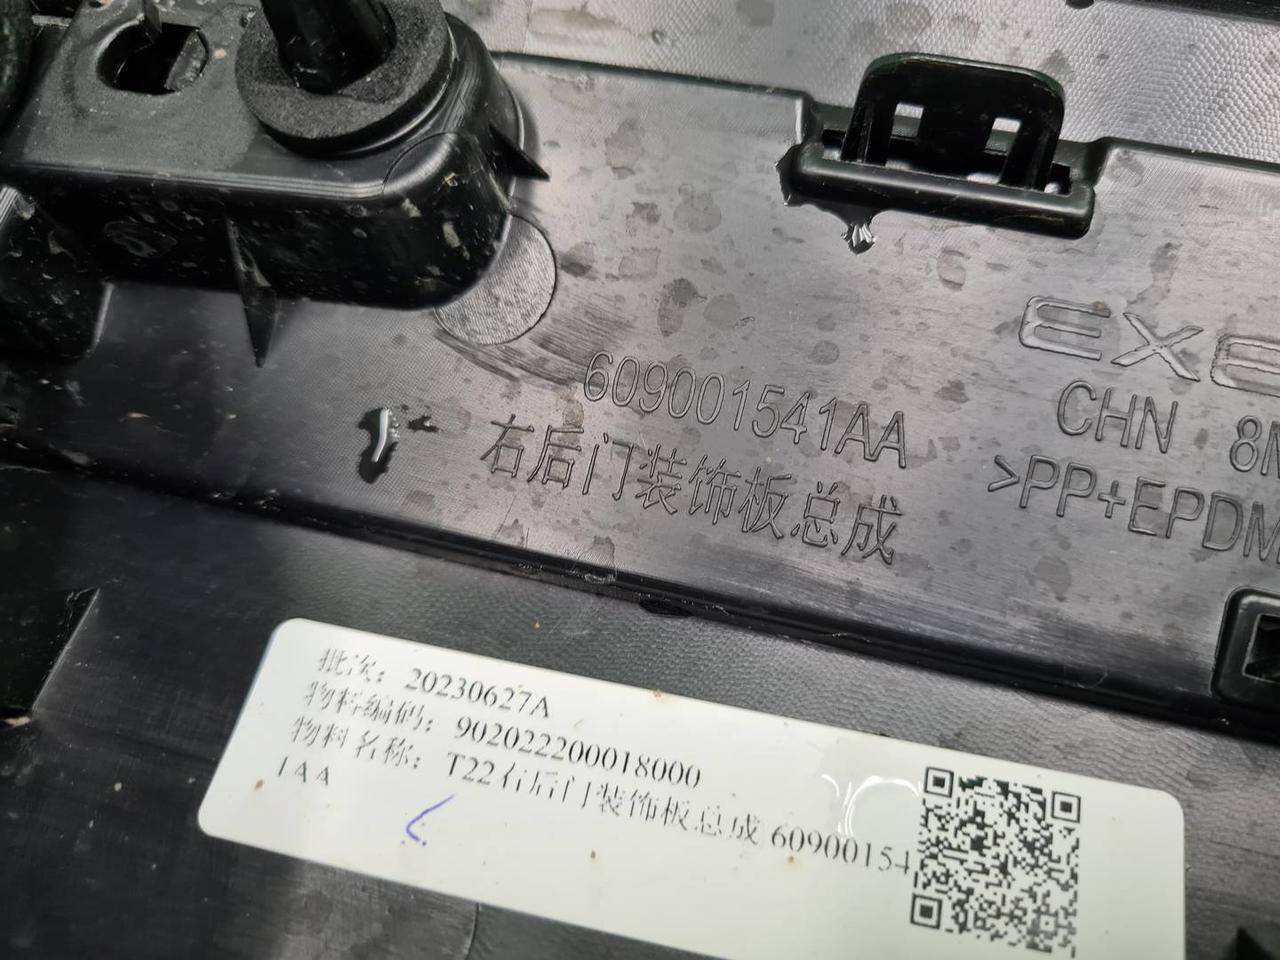 609001541AA
右后门装饰板总成
EXE
CHN 8M
>PP+EPDM
批次: 20230627A
物料编码: 902022200018000
物料名称: T22右后门装饰板总成 60900154
1AA